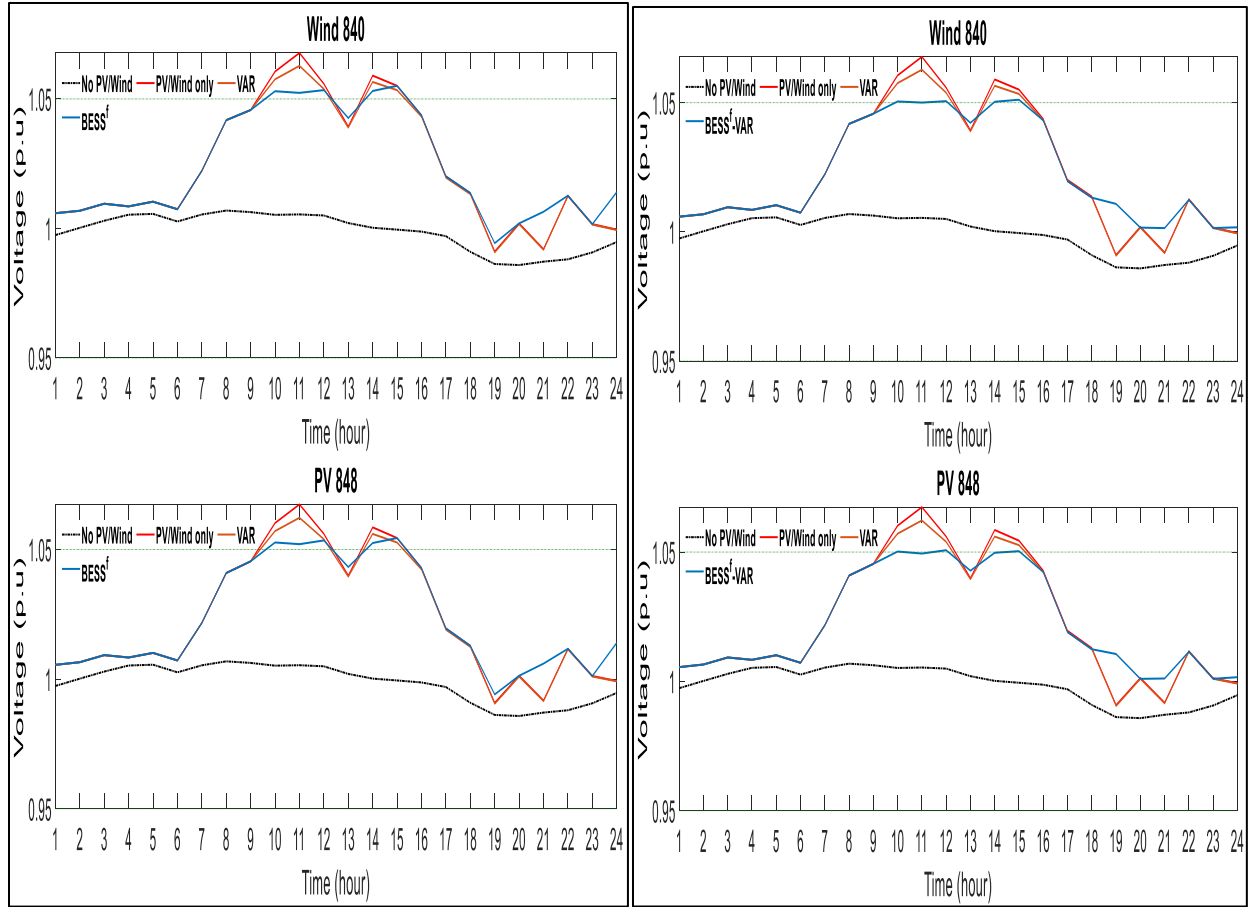 Wind 840
No PV/Wind PV/Wind only VAR
BESS^f
1.05
1
0.95
Voltage (p.u)
1 2 3 4 5 6 7 8 9 10 11 12 13 14 15 16 17 18 19 20 21 22 23 24
Time (hour)
PV 848
No PV/Wind PV/Wind only VAR
BESS^f
1.05
1
0.95
Voltage (p.u)
1 2 3 4 5 6 7 8 9 10 11 12 13 14 15 16 17 18 19 20 21 22 23 24
Time (hour)
Wind 840
No PV/Wind PV/Wind only VAR
BESS^f-VAR
1.05
1
0.95
Voltage (p.u)
1 2 3 4 5 6 7 8 9 10 11 12 13 14 15 16 17 18 19 20 21 22 23 24
Time (hour)
PV 848
No PV/Wind PV/Wind only VAR
BESS^f-VAR
1.05
1
0.95
Voltage (p.u)
1 2 3 4 5 6 7 8 9 10 11 12 13 14 15 16 17 18 19 20 21 22 23 24
Time (hour)